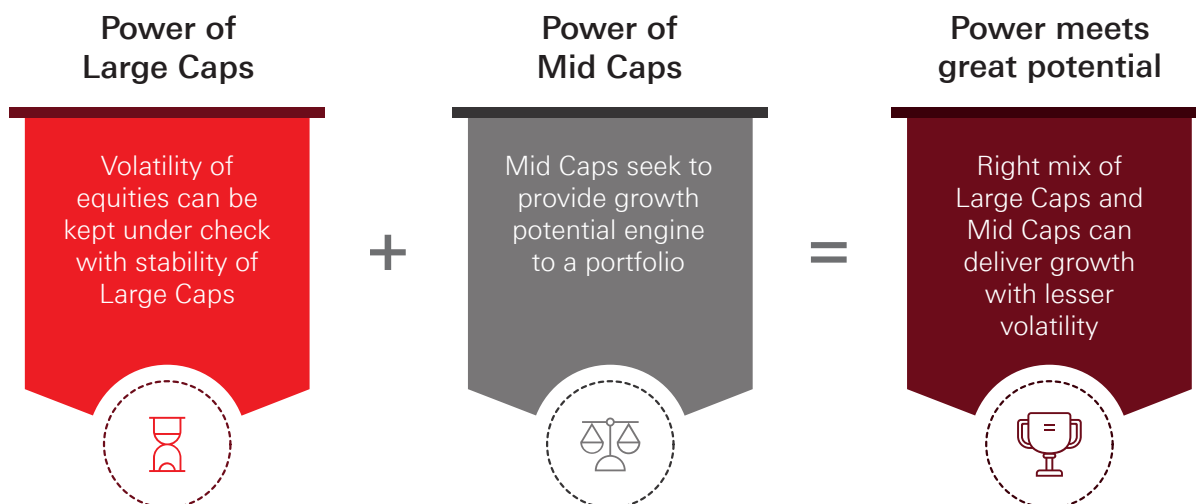 Power of
Large Caps
Volatility of
equities can be
kept under check
with stability of
Large Caps
+
Power of
Mid Caps
Mid Caps seek to
provide growth
potential engine
to a portfolio
=
Power meets
great potential
Right mix of
Large Caps and
Mid Caps can
deliver growth
with lesser
volatility